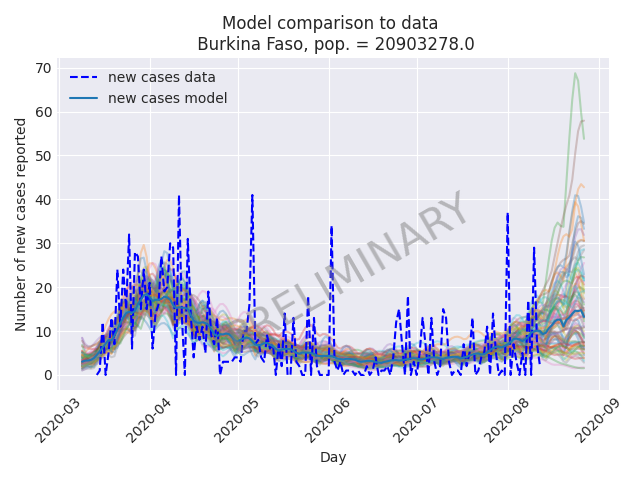 Model comparison to data
Burkina Faso, pop. = 20903278.0
new cases data
new cases model
PRELIMINARY
Number of new cases reported
70
60
50
40
30
20
10
0
2020-03
2020-04
2020-05
2020-06
2020-07
2020-08
2020-09
Day